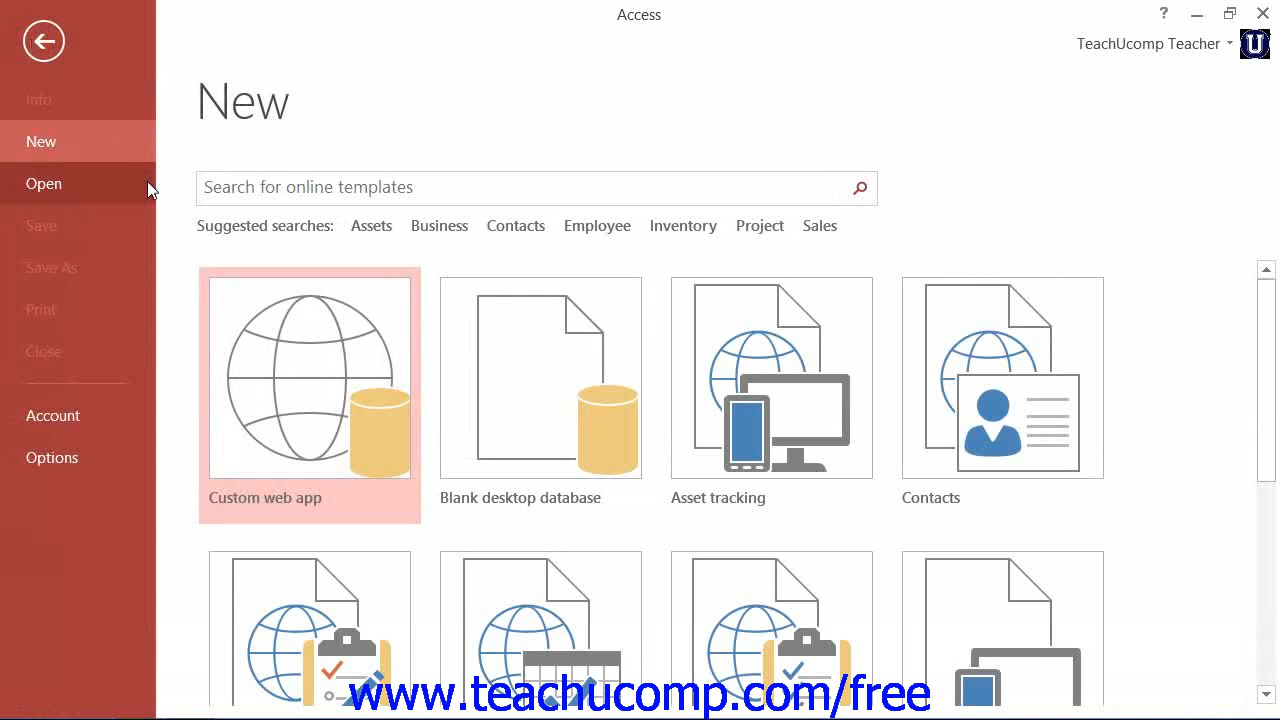 Access
?
TeachUcomp Teacher
U
Info
New
Open
Save
Save As
Print
Close
Account
Options
New
Search for online templates
Suggested searches: Assets Business Contacts Employee Inventory Project Sales
Custom web app
Blank desktop database
Asset tracking
Contacts
www.teachucomp.com/free